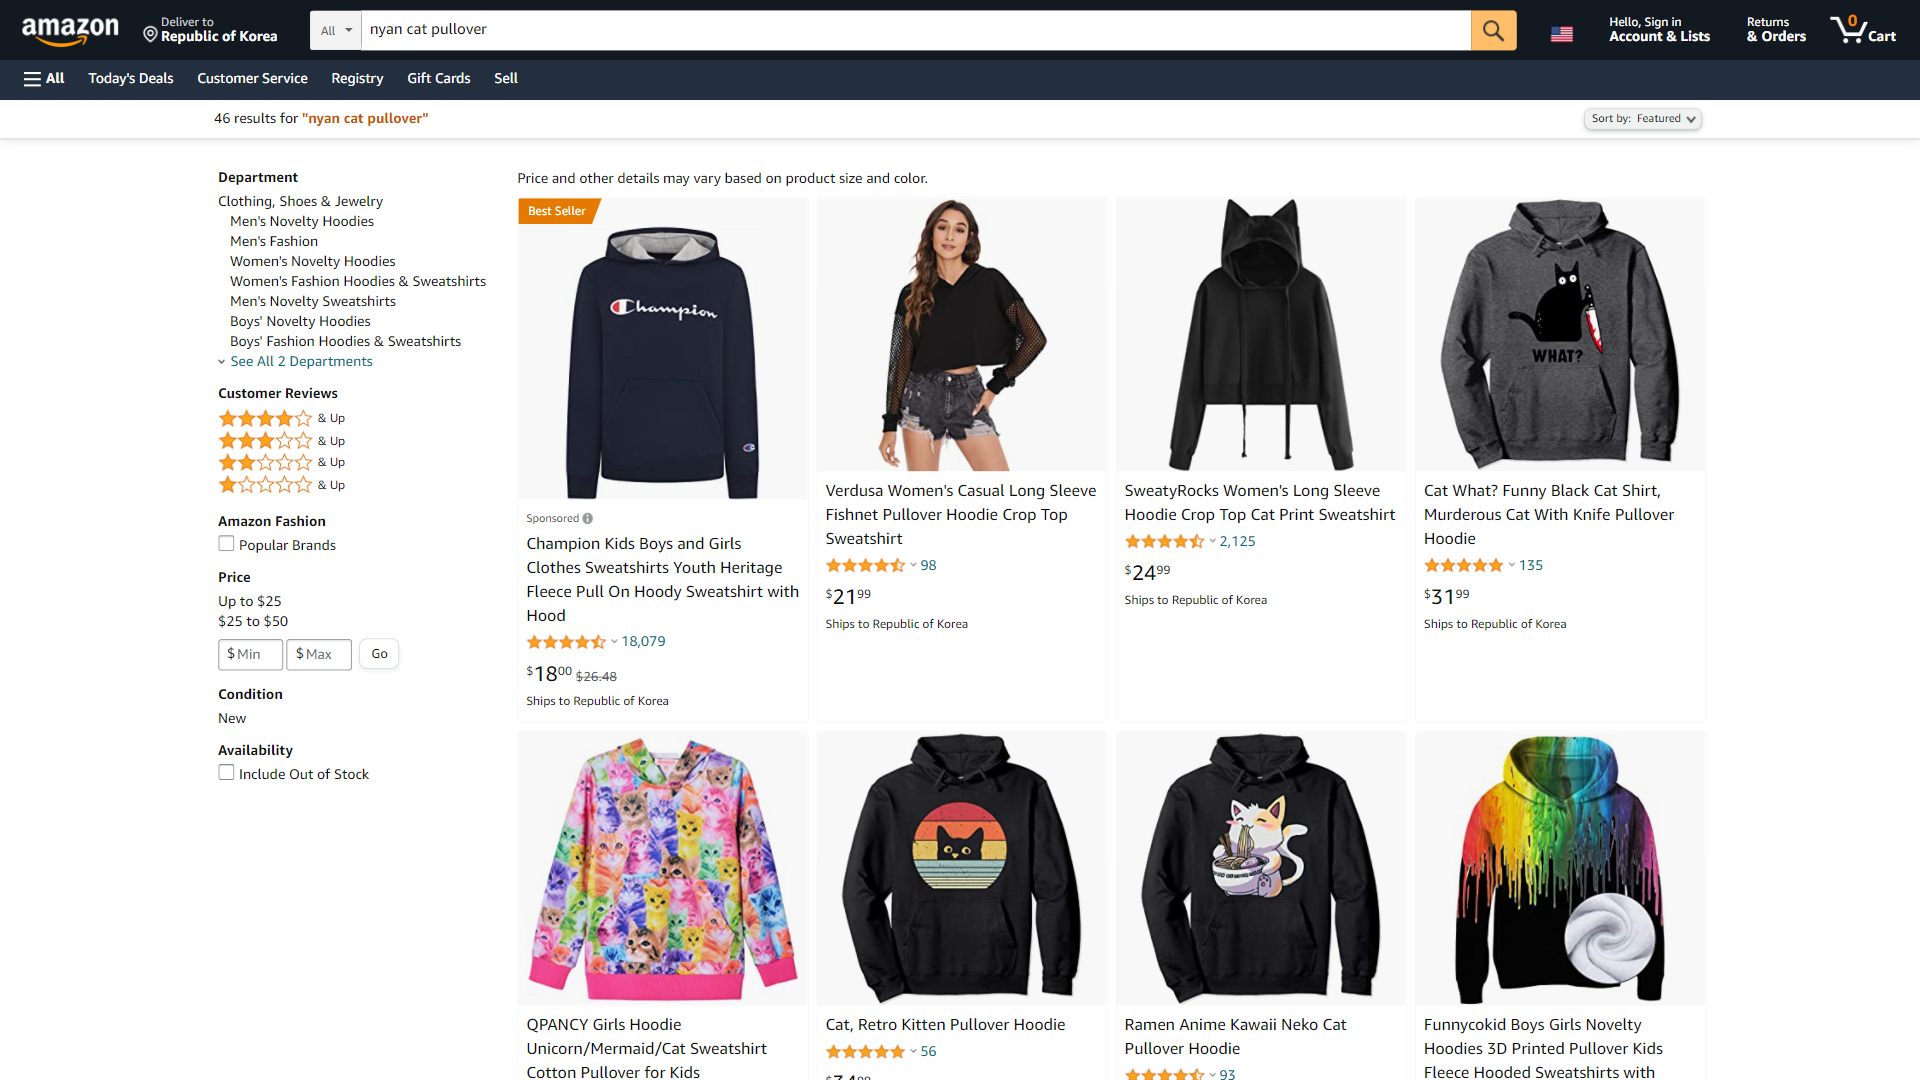 amazon
Deliver to
Republic of Korea
All
nyan cat pullover
Hello, Sign in
Account & Lists
Returns
& Orders
0
Cart
All
Today's Deals
Customer Service
Registry
Gift Cards
Sell
46 results for "nyan cat pullover"
Sort by: Featured
Department
Clothing, Shoes & Jewelry
Men's Novelty Hoodies
Men's Fashion
Women's Novelty Hoodies
Women's Fashion Hoodies & Sweatshirts
Men's Novelty Sweatshirts
Boys' Novelty Hoodies
Boys' Fashion Hoodies & Sweatshirts
See All 2 Departments
Customer Reviews
& Up
& Up
& Up
& Up
Amazon Fashion
Popular Brands
Price
Up to $25
$25 to $50
$ Min
$ Max
Go
Condition
New
Availability
Include Out of Stock
Price and other details may vary based on product size and color.
Best Seller
Champion
Sponsored
Champion Kids Boys and Girls
Clothes Sweatshirts Youth Heritage
Fleece Pull On Hoody Sweatshirt with
Hood
18,079
$1800 $26.48
Ships to Republic of Korea
Verdusa Women's Casual Long Sleeve
Fishnet Pullover Hoodie Crop Top
Sweatshirt
98
$2199
Ships to Republic of Korea
SweatyRocks Women's Long Sleeve
Hoodie Crop Top Cat Print Sweatshirt
2,125
$2499
Ships to Republic of Korea
WHAT?
Cat What? Funny Black Cat Shirt,
Murderous Cat With Knife Pullover
Hoodie
135
$3199
Ships to Republic of Korea
QPANCY Girls Hoodie
Unicorn/Mermaid/Cat Sweatshirt
Cotton Pullover for Kids
Cat, Retro Kitten Pullover Hoodie
56
Ramen Anime Kawaii Neko Cat
Pullover Hoodie
93
Funnycokid Boys Girls Novelty
Hoodies 3D Printed Pullover Kids
Fleece Hooded Sweatshirts with